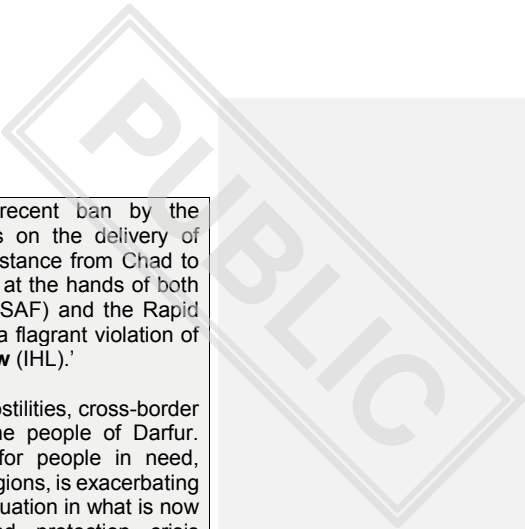 recent ban by the
s on the delivery of
stance from Chad to
at the hands of both
SAF) and the Rapid
a flagrant violation of
w (IHL).’
ostilities, cross-border
he people of Darfur.
for people in need,
gions, is exacerbating
uation in what is now
PUBLIC